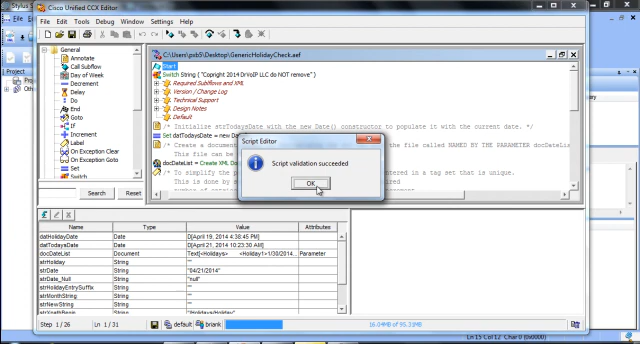 Stylus S
Cisco Unified CCX Editor
File Edit Tools Debug Window Settings Help
General
Annotate
Call Subflow
Day of Week
Decrement
Delay
Do
End
Goto
If
Increment
Label
On Exception Clear
On Exception Goto
Set
Switch
Search Reset
C:\Users\psb5\Desktop\GenericHolidayCheck.aef
Start
Switch String ( "Copyright 2014 DrVoIP LLC do NOT remove" )
Required Subflows and XML
Version / Change Log
Technical Support
Design Notes
Default
/* Initialize strTodaysDate with the new Date() constructor to populate it with the current date. */
Set datTodaysDate = new Da
/* Create a document the file called NAMED BY THE PARAMETER docDateLis
This file can be
docDateList = Create XML Do
/* To simplify the p entered in a tag set that is unique.
This is done by s
Script Editor
Script validation succeeded
OK
Name Type Value Attributes
datHolidayDate Date D[April 19, 2014 4:38:45 PM]
datTodaysDate Date D[April 21, 2014 10:23:30 AM]
docDateList Document Text[<Holidays> <Holiday1>1/30/2014... Parameter
strHoliday String ""
strDate String "04/21/2014"
strDate_Null String "null"
strHolidayEntrySuffix String ""
strMonthString String ""
strNewString String ""
Step 1 / 26 Ln 1 / 31 default
16.04MB of 95.31MB
Project
Ln 15 Col 12 Char 0 (0x0000)